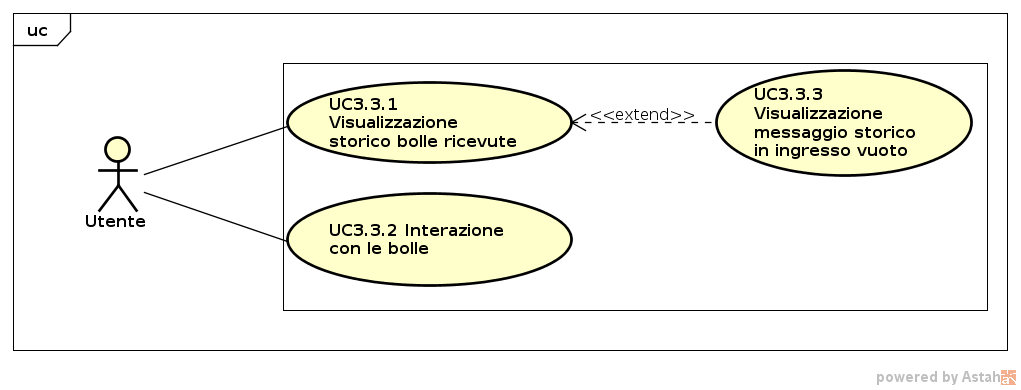 uc
UC3.3.1
Visualizzazione
storico bolle ricevute
<<extend>>
UC3.3.3
Visualizzazione
messaggio storico
in ingresso vuoto
Utente
UC3.3.2 Interazione
con le bolle
powered by Astah